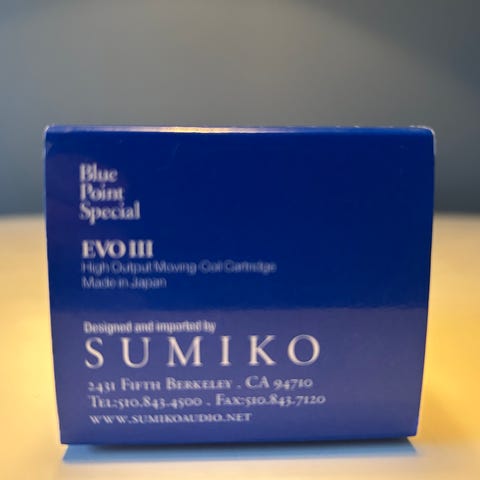 Blue
Point
Special
EVO III
High Output Moving-Coil Cartridge
Made in Japan
Designed and imported by
SUMIKO
2431 Fifth Berkeley . CA 94710
Tel:510.843.4500 . Fax:510.843.7120
www.sumikoaudio.net